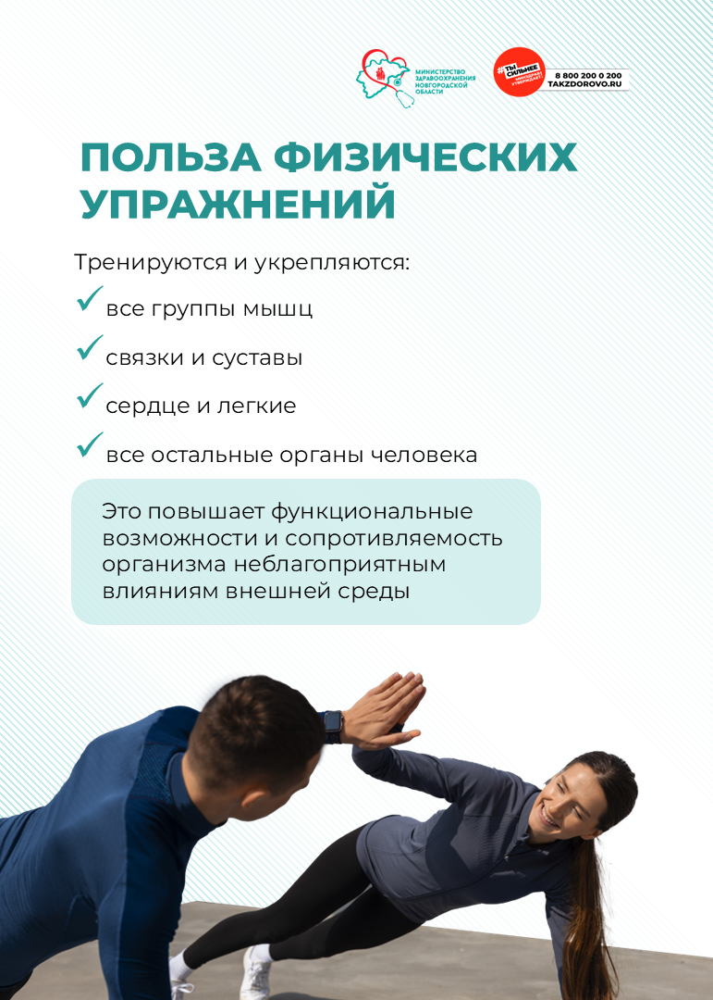 МИНИСТЕРСТВО
ЗДРАВООХРАНЕНИЯ
НОВГОРОДСКОЙ
ОБЛАСТИ
#ТЫ
СИЛЬНЕЕ
МИНЗДРАВ
УТВЕРЖДАЕТ!
8 800 200 0 200
TAKZDOROVO.RU
ПОЛЬЗА ФИЗИЧЕСКИХ
УПРАЖНЕНИЙ
Тренируются и укрепляются:
все группы мышц
связки и суставы
сердце и легкие
все остальные органы человека
Это повышает функциональные
возможности и сопротивляемость
организма неблагоприятным
влияниям внешней среды